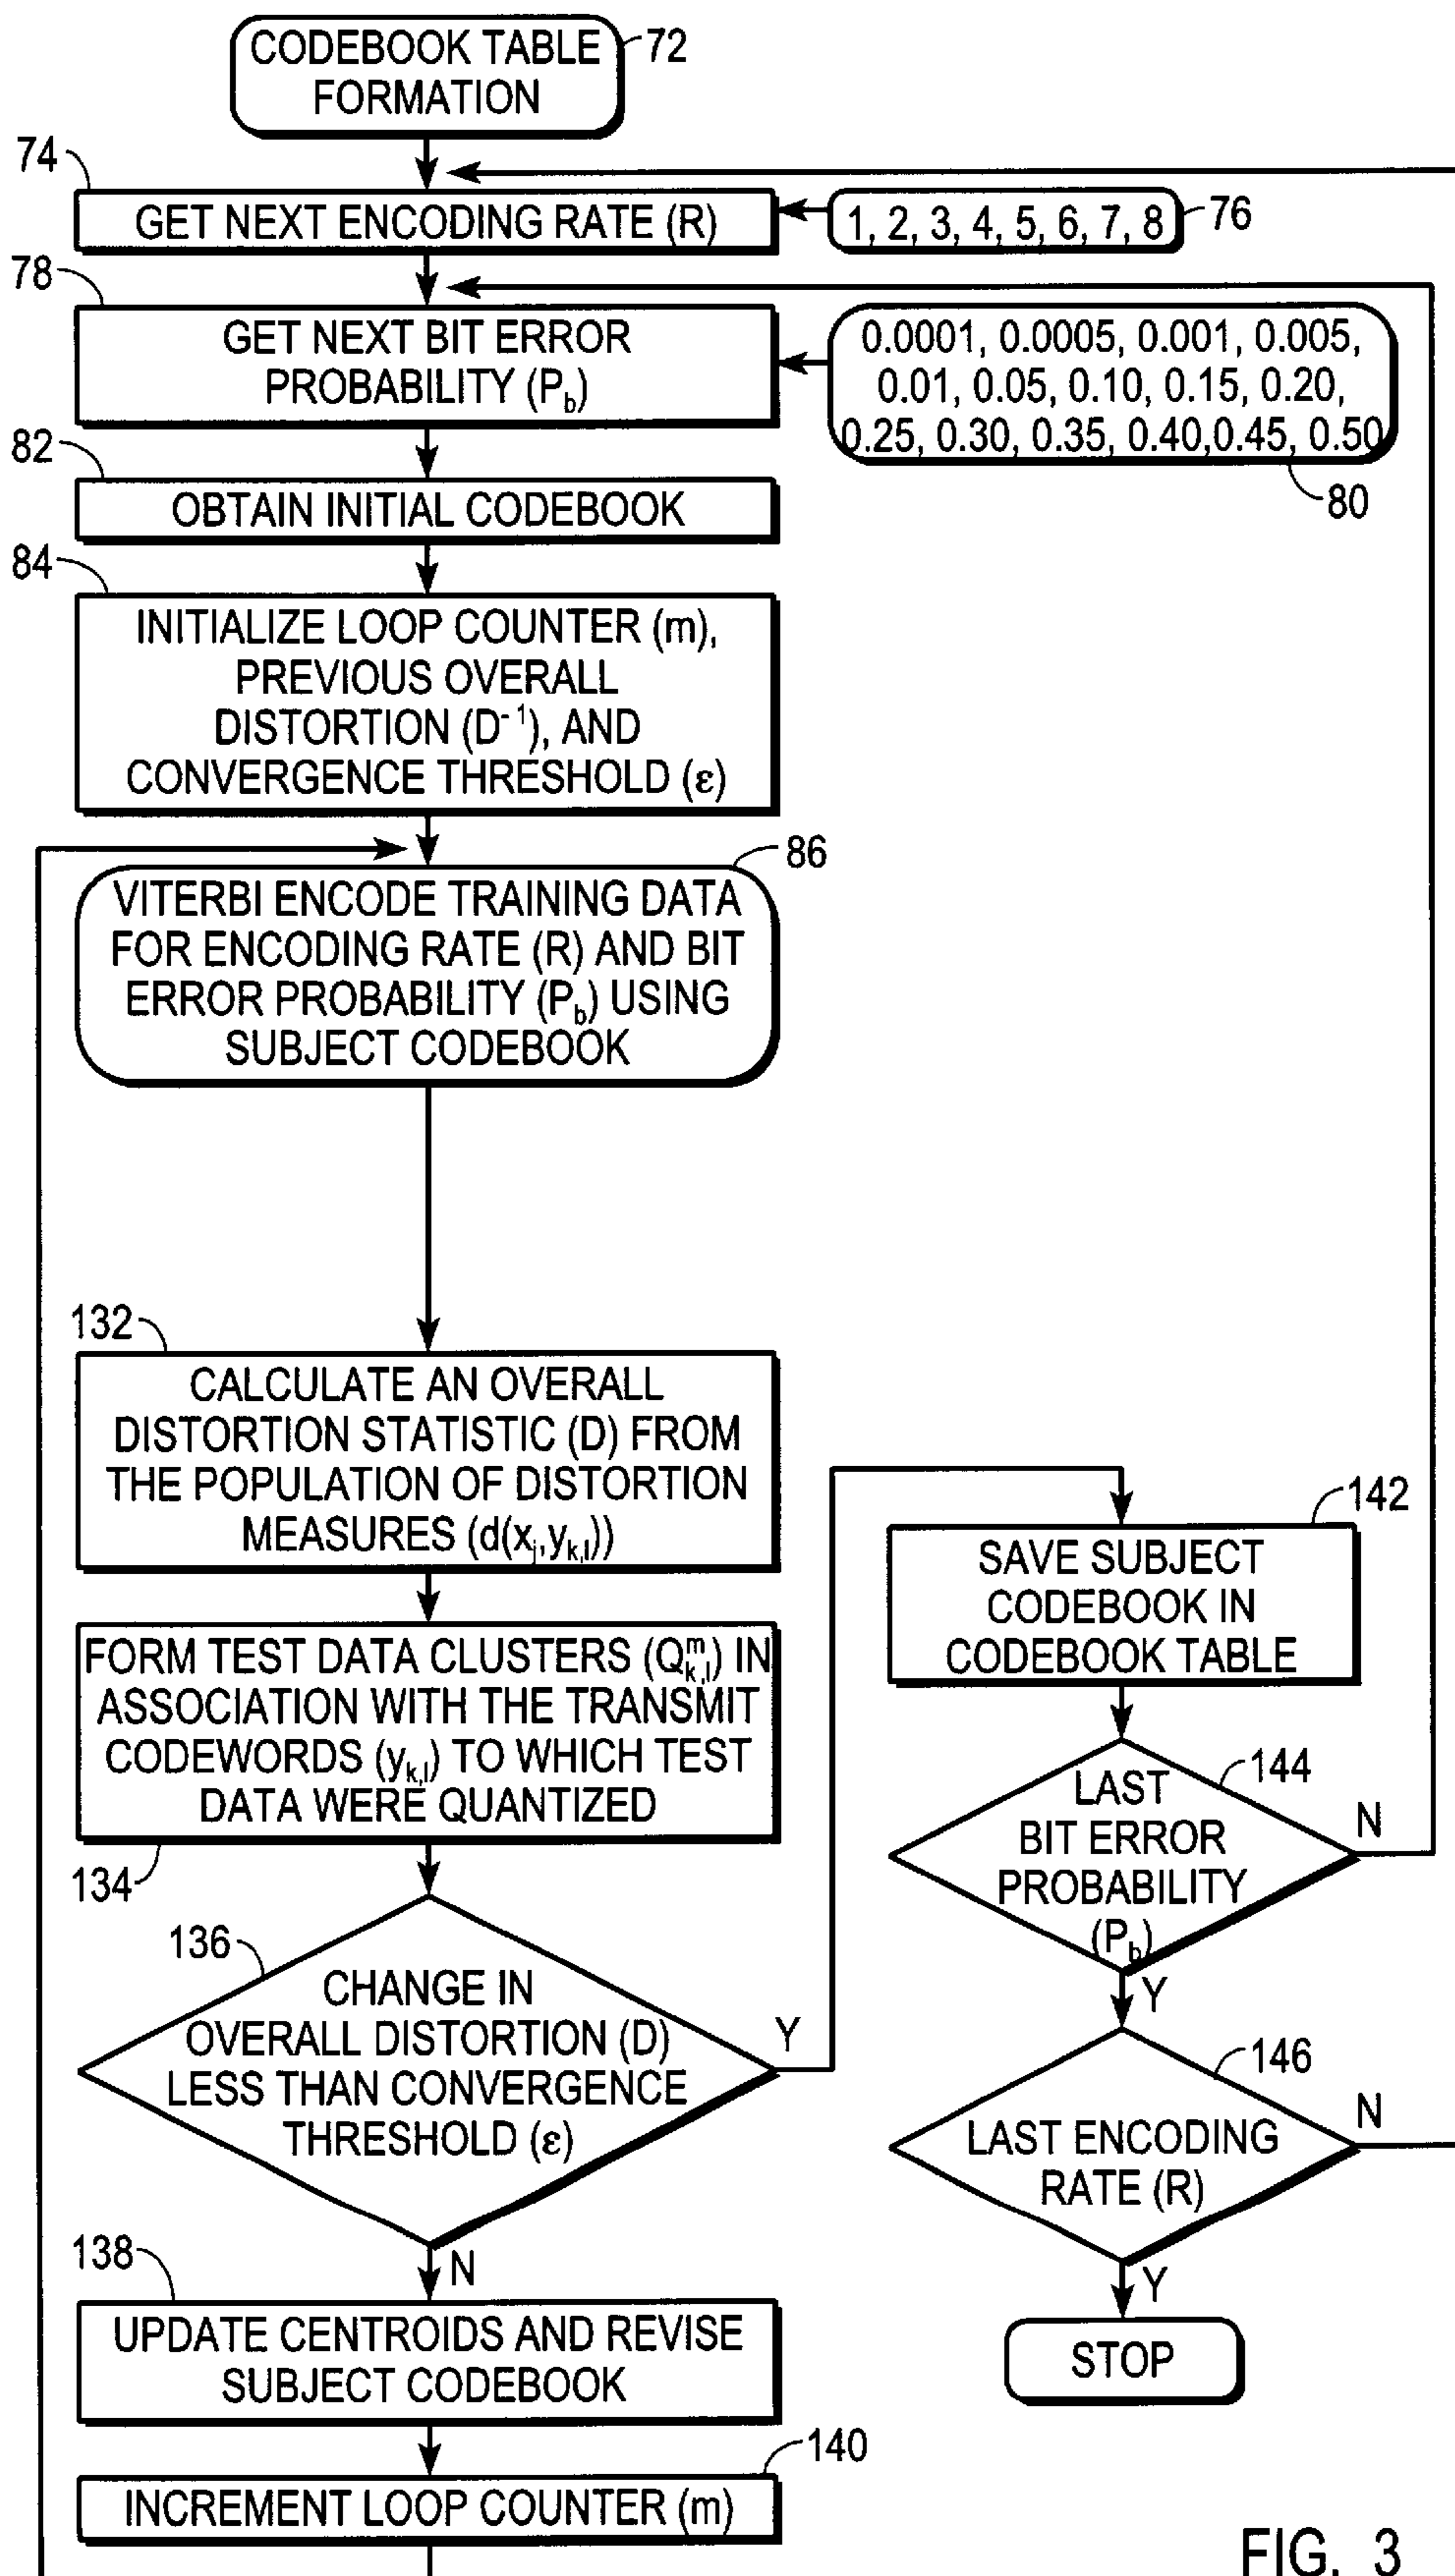 CODEBOOK TABLE
FORMATION
72
74
GET NEXT ENCODING RATE (R)
1, 2, 3, 4, 5, 6, 7, 8
76
78
GET NEXT BIT ERROR
PROBABILITY (P_b)
0.0001, 0.0005, 0.001, 0.005,
0.01, 0.05, 0.10, 0.15, 0.20,
0.25, 0.30, 0.35, 0.40,0.45, 0.50
80
82
OBTAIN INITIAL CODEBOOK
84
INITIALIZE LOOP COUNTER (m),
PREVIOUS OVERALL
DISTORTION (D⁻¹), AND
CONVERGENCE THRESHOLD (ε)
86
VITERBI ENCODE TRAINING DATA
FOR ENCODING RATE (R) AND BIT
ERROR PROBABILITY (P_b) USING
SUBJECT CODEBOOK
132
CALCULATE AN OVERALL
DISTORTION STATISTIC (D) FROM
THE POPULATION OF DISTORTION
MEASURES (d(x_j,y_k,l))
FORM TEST DATA CLUSTERS (Q^m_k,l) IN
ASSOCIATION WITH THE TRANSMIT
CODEWORDS (y_k,l) TO WHICH TEST
DATA WERE QUANTIZED
134
136
CHANGE IN
OVERALL DISTORTION (D)
LESS THAN CONVERGENCE
THRESHOLD (ε)
Y
N
138
UPDATE CENTROIDS AND REVISE
SUBJECT CODEBOOK
140
INCREMENT LOOP COUNTER (m)
142
SAVE SUBJECT
CODEBOOK IN
CODEBOOK TABLE
144
LAST
BIT ERROR
PROBABILITY
(P_b)
N
Y
146
LAST ENCODING
RATE (R)
N
Y
STOP
FIG. 3